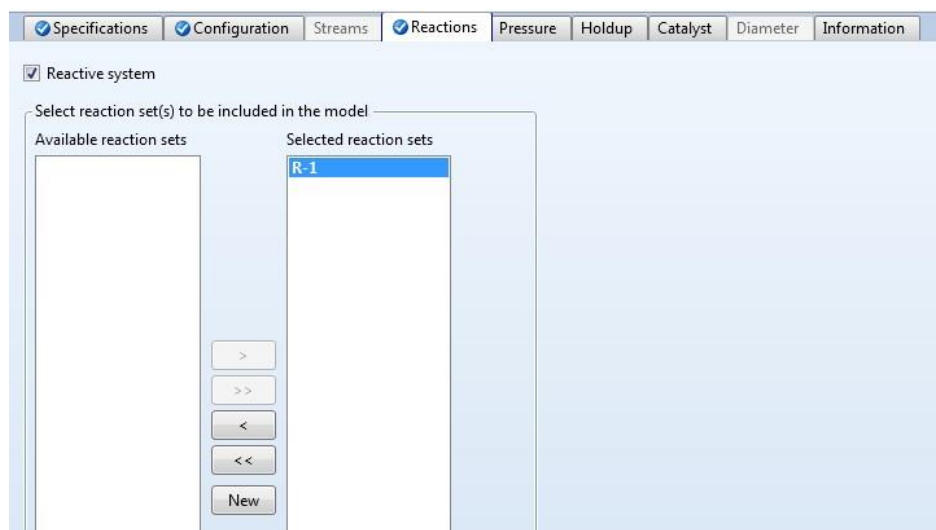 Specifications Configuration Streams Reactions Pressure Holdup Catalyst Diameter Information
Reactive system
Select reaction set(s) to be included in the model
Available reaction sets Selected reaction sets
R-1
>
>>
<
<<
New